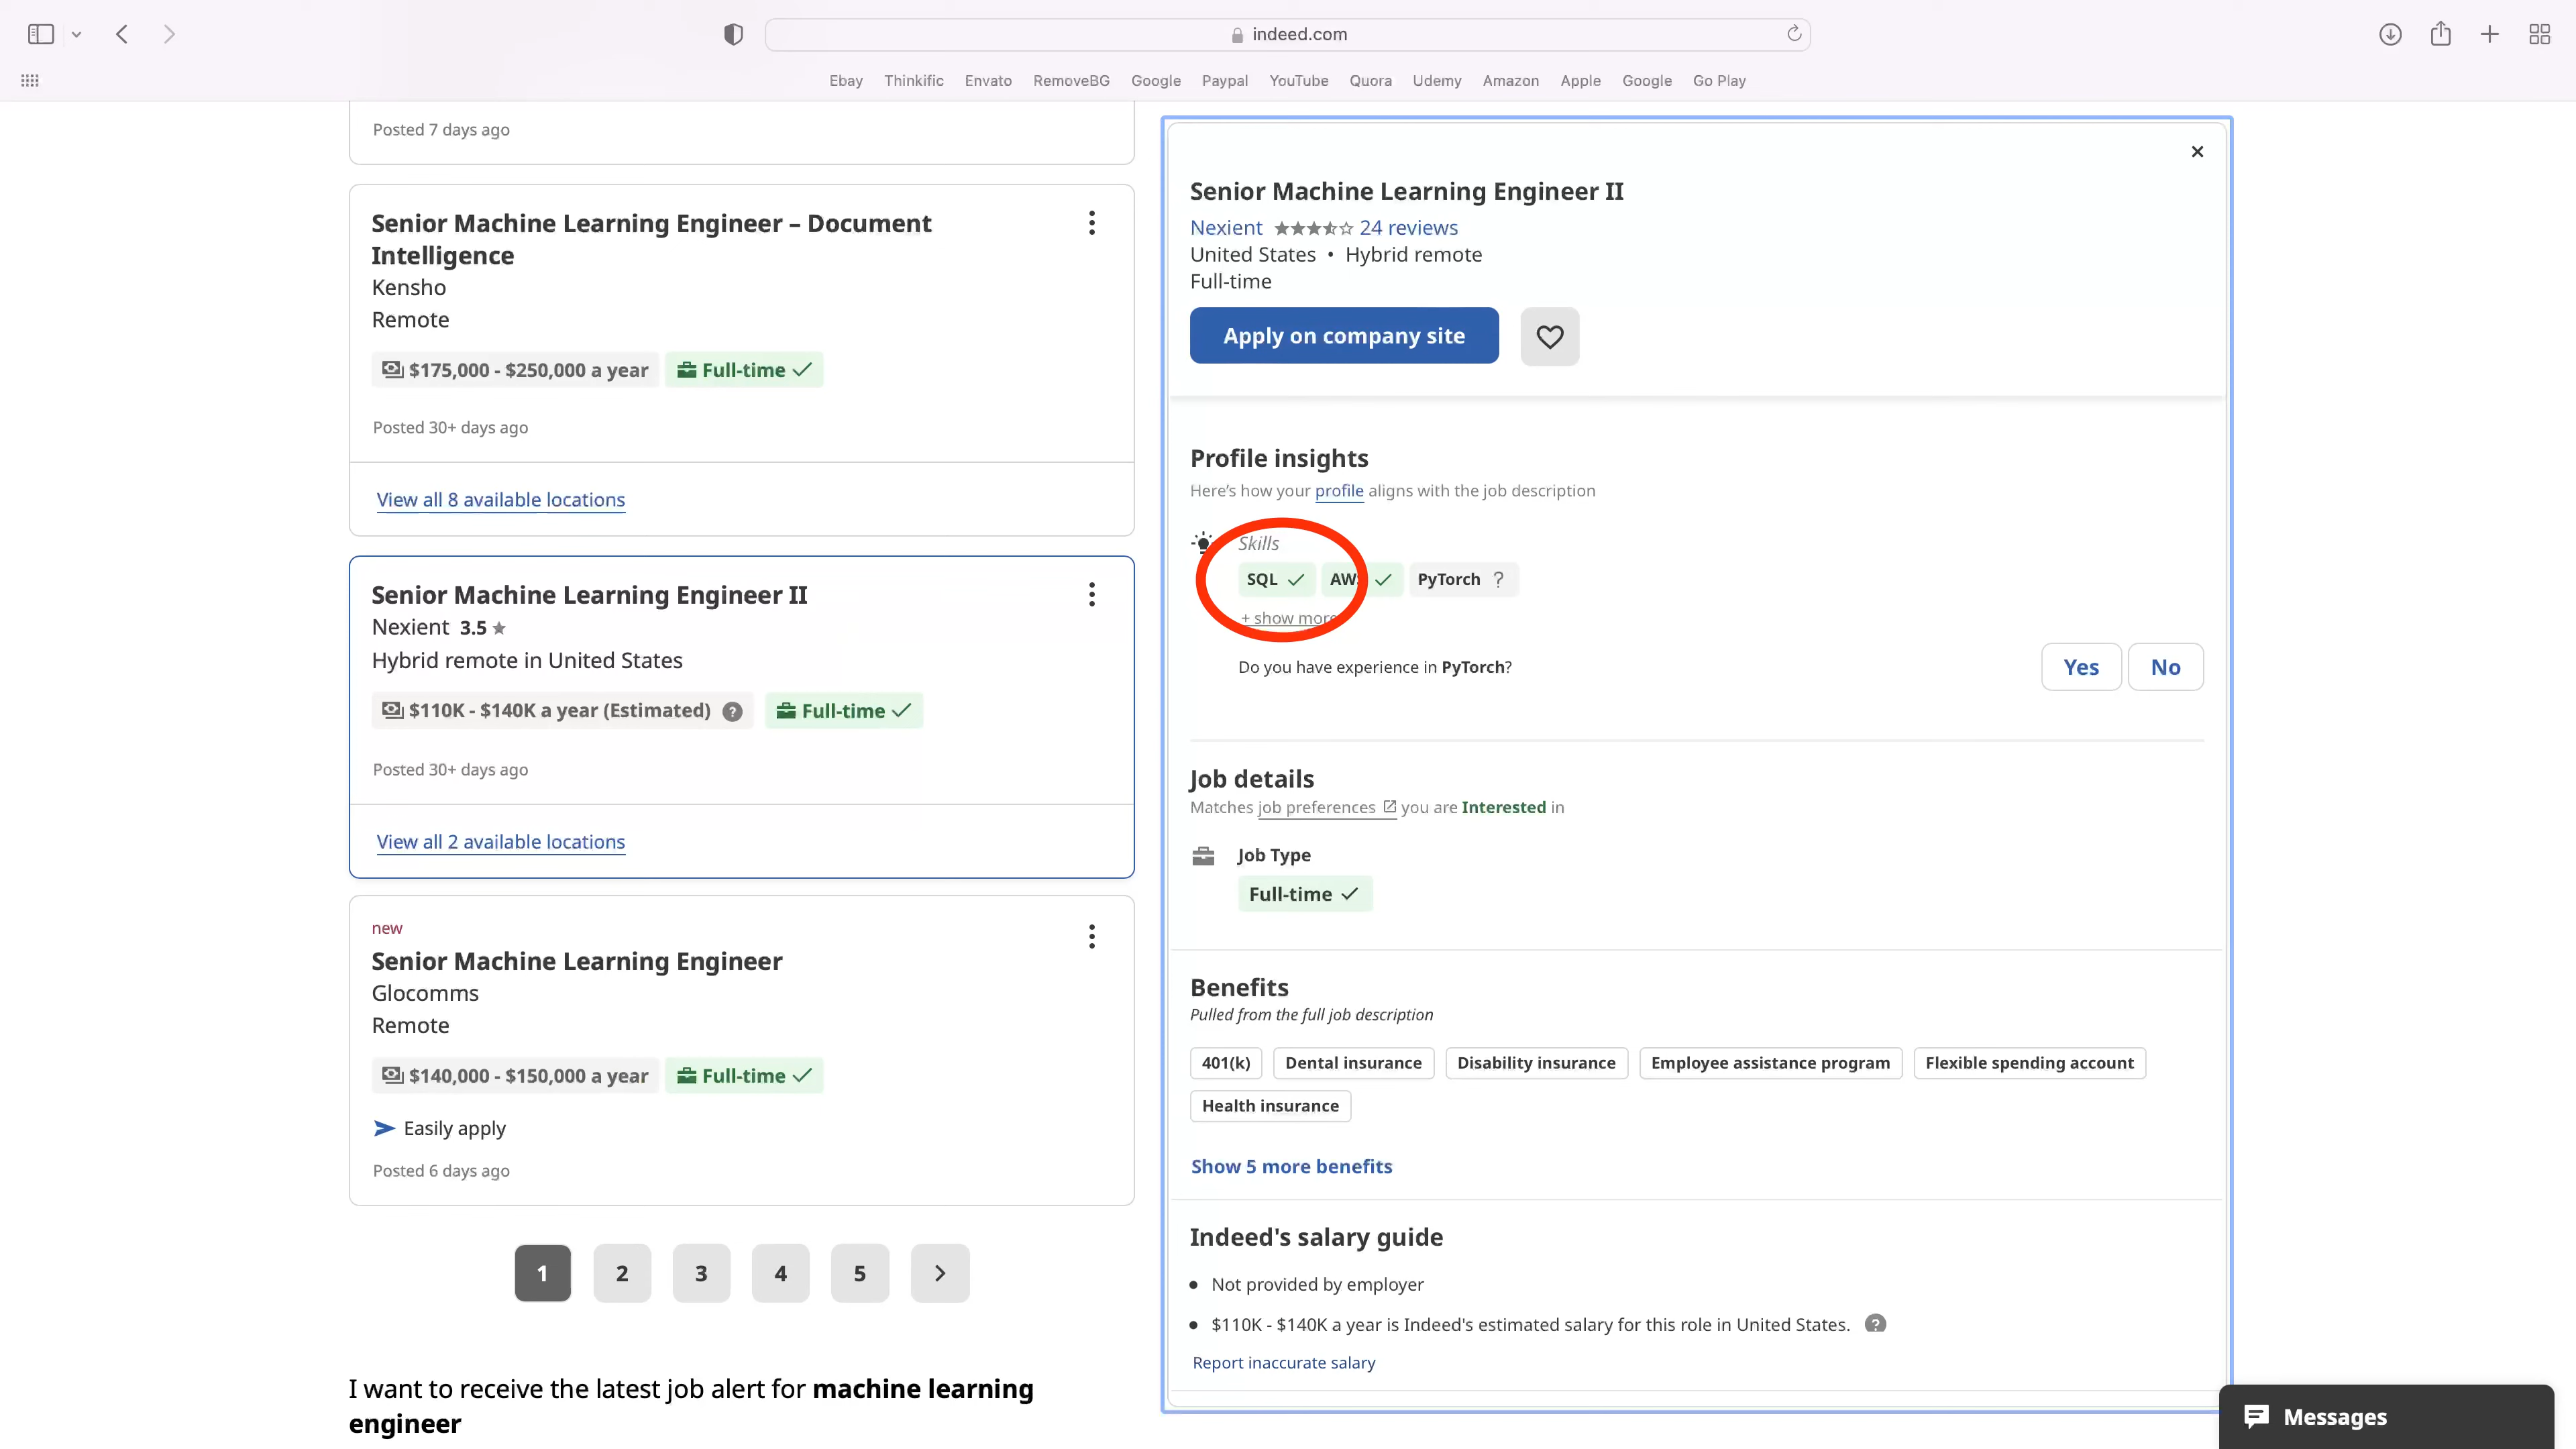 indeed.com
Ebay Thinkific Envato RemoveBG Google Paypal YouTube Quora Udemy Amazon Apple Google Go Play
Posted 7 days ago
Senior Machine Learning Engineer – Document
Intelligence
Kensho
Remote
$175,000 - $250,000 a year Full-time
Posted 30+ days ago
View all 8 available locations
Senior Machine Learning Engineer II
Nexient 3.5
Hybrid remote in United States
$110K - $140K a year (Estimated) ? Full-time
Posted 30+ days ago
View all 2 available locations
new
Senior Machine Learning Engineer
Glocomms
Remote
$140,000 - $150,000 a year Full-time
Easily apply
Posted 6 days ago
1 2 3 4 5
I want to receive the latest job alert for machine learning
engineer
Senior Machine Learning Engineer II
Nexient 24 reviews
United States • Hybrid remote
Full-time
Apply on company site
Profile insights
Here's how your profile aligns with the job description
Skills
SQL AWS PyTorch ?
+ show more
Do you have experience in PyTorch?
Yes No
Job details
Matches job preferences you are Interested in
Job Type
Full-time
Benefits
Pulled from the full job description
401(k) Dental insurance Disability insurance Employee assistance program Flexible spending account
Health insurance
Show 5 more benefits
Indeed's salary guide
• Not provided by employer
• $110K - $140K a year is Indeed's estimated salary for this role in United States. ?
Report inaccurate salary
Messages